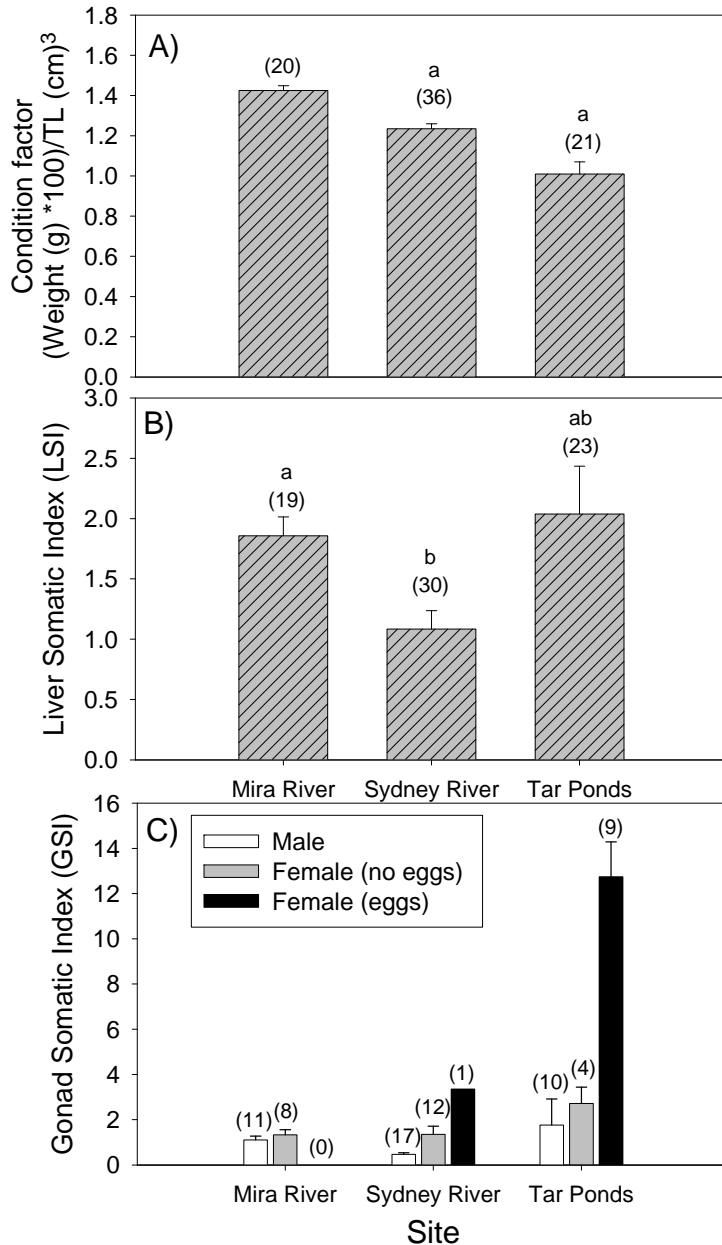 A)
Condition factor
(Weight (g) *100)/TL (cm)³
1.8
1.6
1.4
1.2
1.0
0.8
0.6
0.4
0.2
0.0
(20)
a
(36)
a
(21)
B)
Liver Somatic Index (LSI)
3.0
2.5
2.0
1.5
1.0
0.5
0.0
a
(19)
b
(30)
ab
(23)
Mira River Sydney River Tar Ponds
C)
Gonad Somatic Index (GSI)
16
14
12
10
8
6
4
2
0
Male
Female (no eggs)
Female (eggs)
(11) (8) (0)
(17) (12) (1)
(10) (4) (9)
Mira River Sydney River Tar Ponds
Site